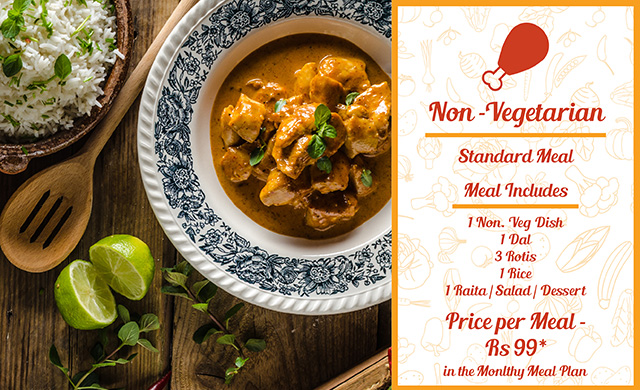 Non -Vegetarian
Standard Meal
Meal Includes
1 Non. Veg Dish
1 Dal
3 Rotis
1 Rice
1 Raita / Salad / Dessert
Price per Meal -
Rs 99*
in the Monlthy Meal Plan